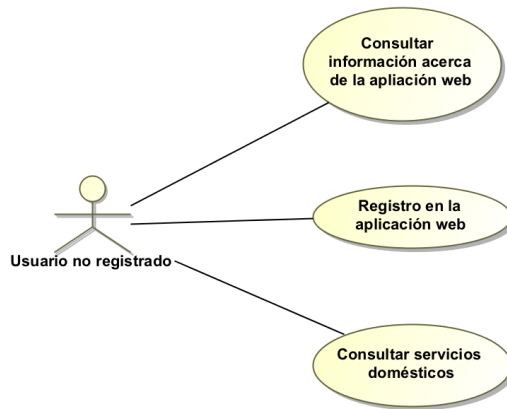 Consultar
información acerca
de la apliación web
Registro en la
aplicación web
Usuario no registrado
Consultar servicios
domésticos